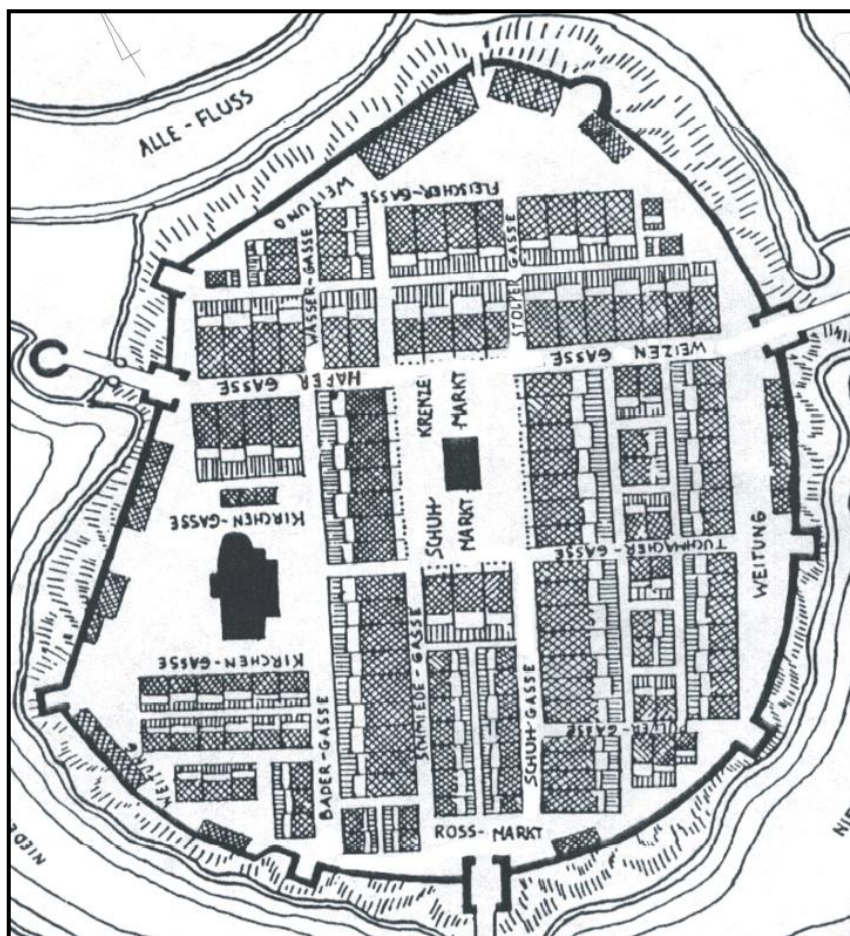 ALLE-FLUSS
WEITUNG
FLEISCHER-GASSE
WASSER-GASSE
STOLPER GASSE
WEIZEN GASSE
HAFER GASSE
KRENZE MARKT
SCHUH-MARKT
KIRCHEN-GASSE
TUCHMACHER-GASSE
WEITUNG
KIRCHEN-GASSE
SCHMIEDE-GASSE
SCHUH-GASSE
BADER-GASSE
ROSS-MARKT
NIEDE